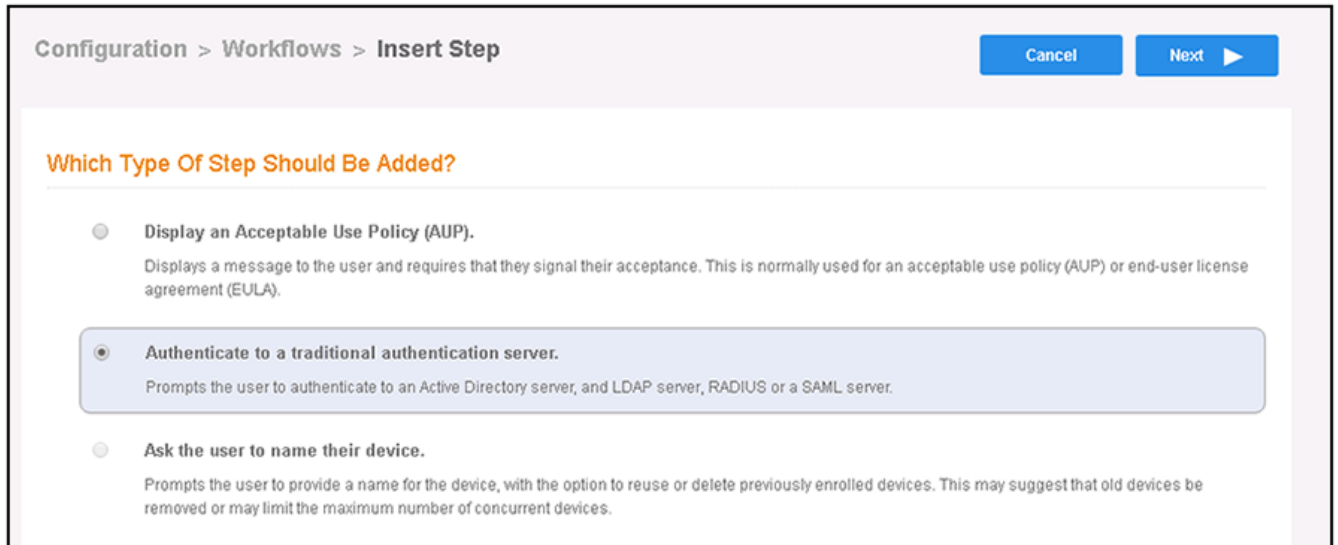 Configuration > Workflows > Insert Step
Cancel
Next
Which Type Of Step Should Be Added?
Display an Acceptable Use Policy (AUP).
Displays a message to the user and requires that they signal their acceptance. This is normally used for an acceptable use policy (AUP) or end-user license
agreement (EULA).
Authenticate to a traditional authentication server.
Prompts the user to authenticate to an Active Directory server, and LDAP server, RADIUS or a SAML server.
Ask the user to name their device.
Prompts the user to provide a name for the device, with the option to reuse or delete previously enrolled devices. This may suggest that old devices be
removed or may limit the maximum number of concurrent devices.